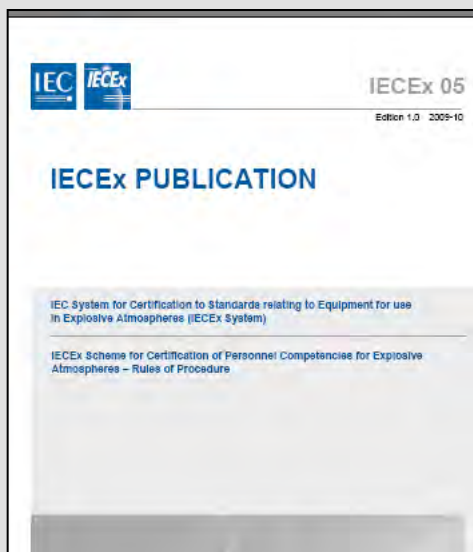 IEC IECEx
IECEx 05
Edition 1.0 2009-10
IECEx PUBLICATION
IEC System for Certification to Standards relating to Equipment for use
in Explosive Atmospheres (IECEx System)
IECEx Scheme for Certification of Personnel Competencies for Explosive
Atmospheres – Rules of Procedure